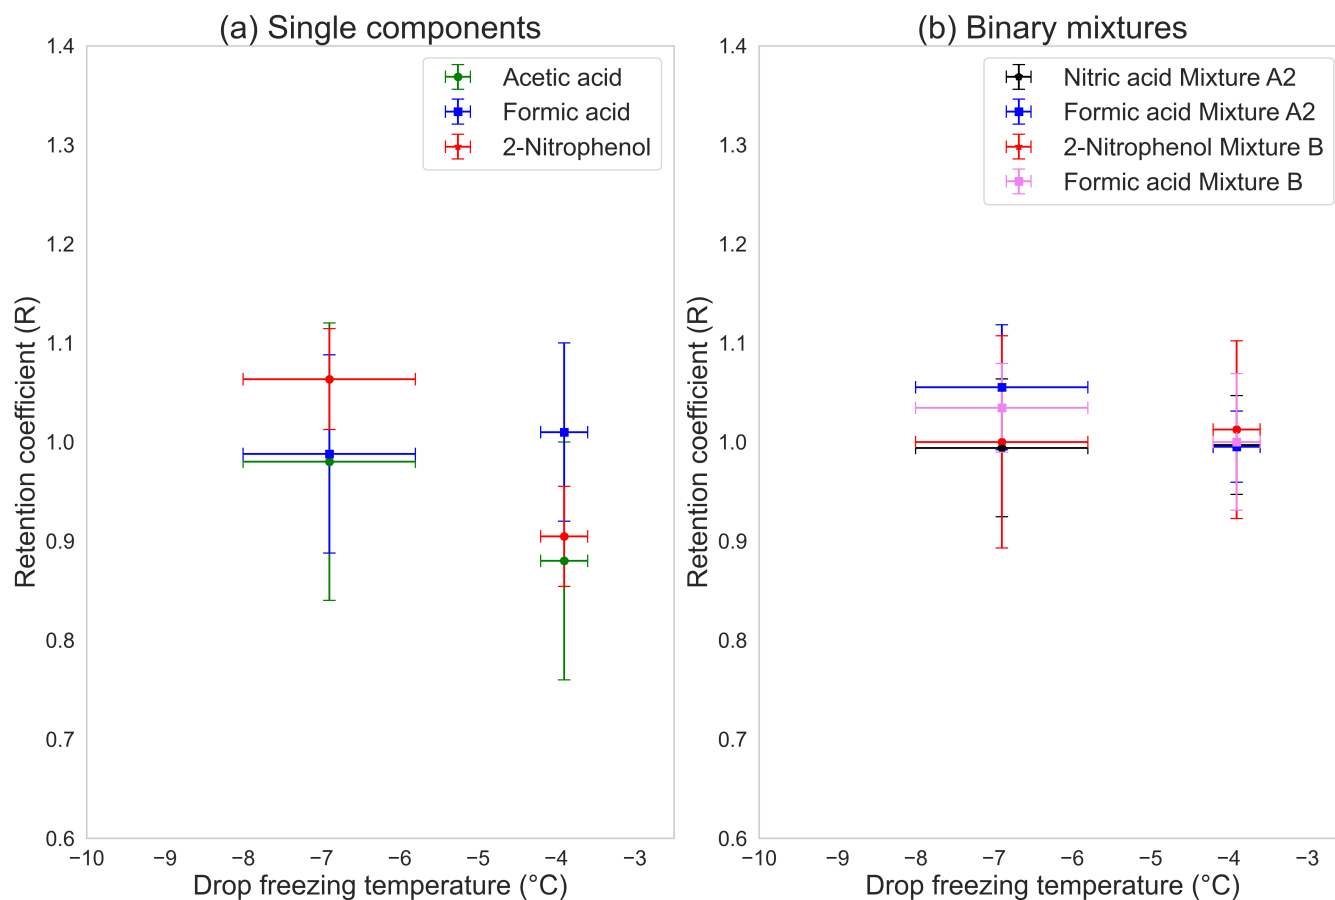 (a) Single components
Acetic acid
Formic acid
2-Nitrophenol
1.4
1.3
1.2
1.1
1.0
0.9
0.8
0.7
0.6
Retention coefficient (R)
−10
−9
−8
−7
−6
−5
−4
−3
Drop freezing temperature (°C)
(b) Binary mixtures
Nitric acid Mixture A2
Formic acid Mixture A2
2-Nitrophenol Mixture B
Formic acid Mixture B
1.4
1.3
1.2
1.1
1.0
0.9
0.8
0.7
0.6
Retention coefficient (R)
−10
−9
−8
−7
−6
−5
−4
−3
Drop freezing temperature (°C)